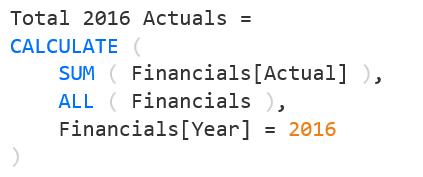 Total 2016 Actuals =
CALCULATE (
    SUM ( Financials[Actual] ),
    ALL ( Financials ),
    Financials[Year] = 2016
)